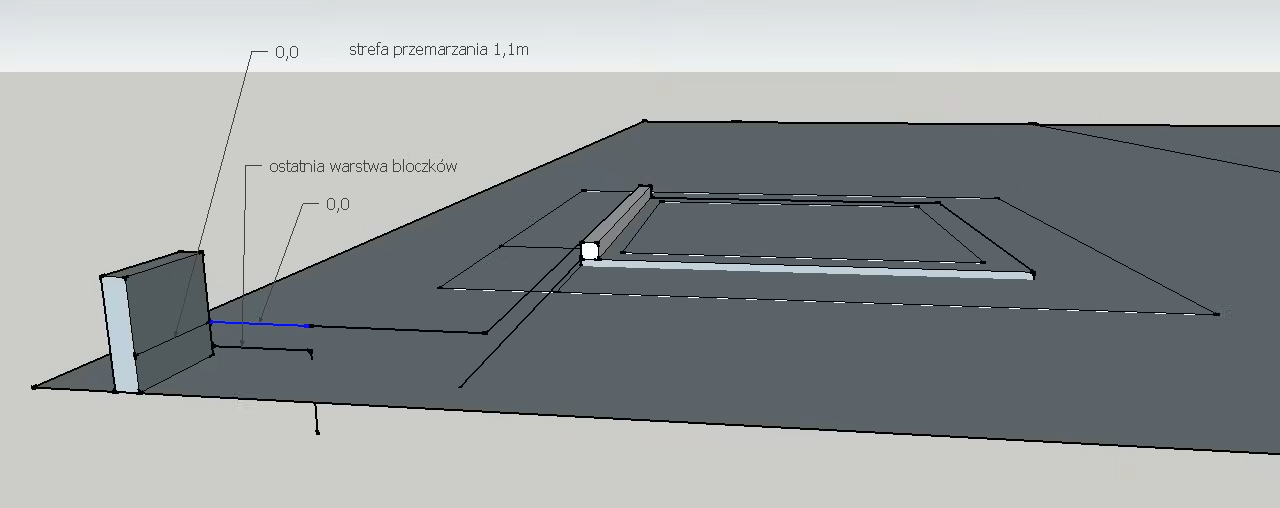 0,0
strefa przemarzania 1,1m
ostatnia warstwa bloczków
0,0